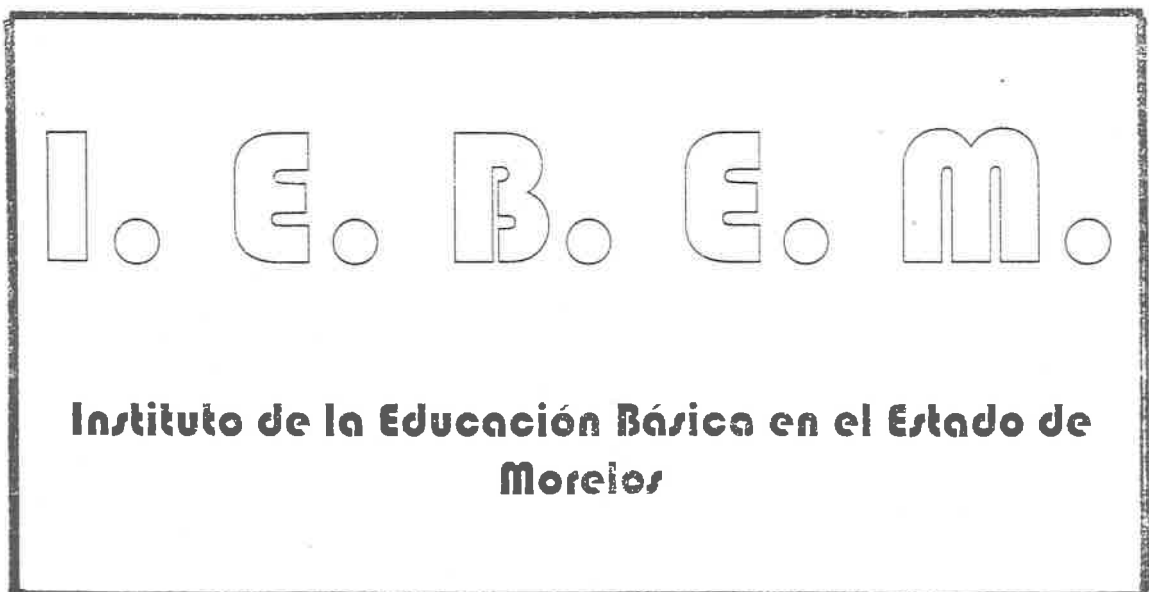 I. E. B. E. M.
Instituto de la Educación Básica en el Estado de
Morelos